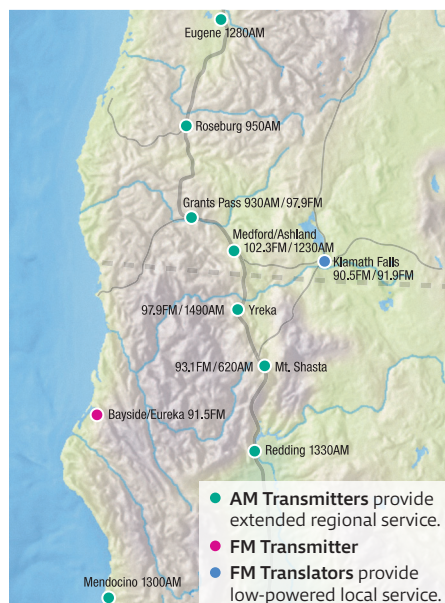 Eugene 1280AM
Roseburg 950AM
Grants Pass 930AM/97.9FM
Medford/Ashland
102.3FM/1230AM
Klamath Falls
90.5FM/91.9FM
97.9FM/1490AM
Yreka
93.1FM/620AM
Mt. Shasta
Bayside/Eureka 91.5FM
Redding 1330AM
Mendocino 1300AM
AM Transmitters provide
extended regional service.
FM Transmitter
FM Translators provide
low-powered local service.